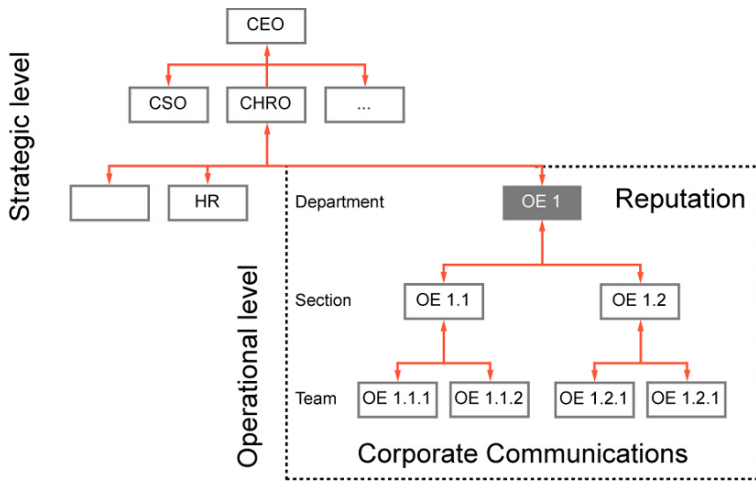 CEO
Strategic level
CSO
CHRO
...
HR
Department
OE 1
Reputation
Operational level
Section
OE 1.1
OE 1.2
Team
OE 1.1.1
OE 1.1.2
OE 1.2.1
OE 1.2.1
Corporate Communications